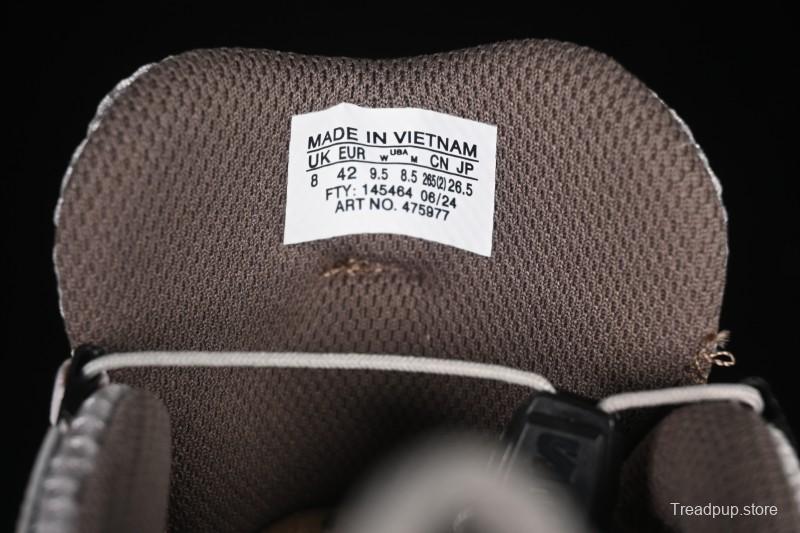 MADE IN VIETNAM
UK EUR W USA M CN JP
8 42 9.5 8.5 265(2) 26.5
FTY: 145464 06/24
ART NO. 475977
Treadpup.store